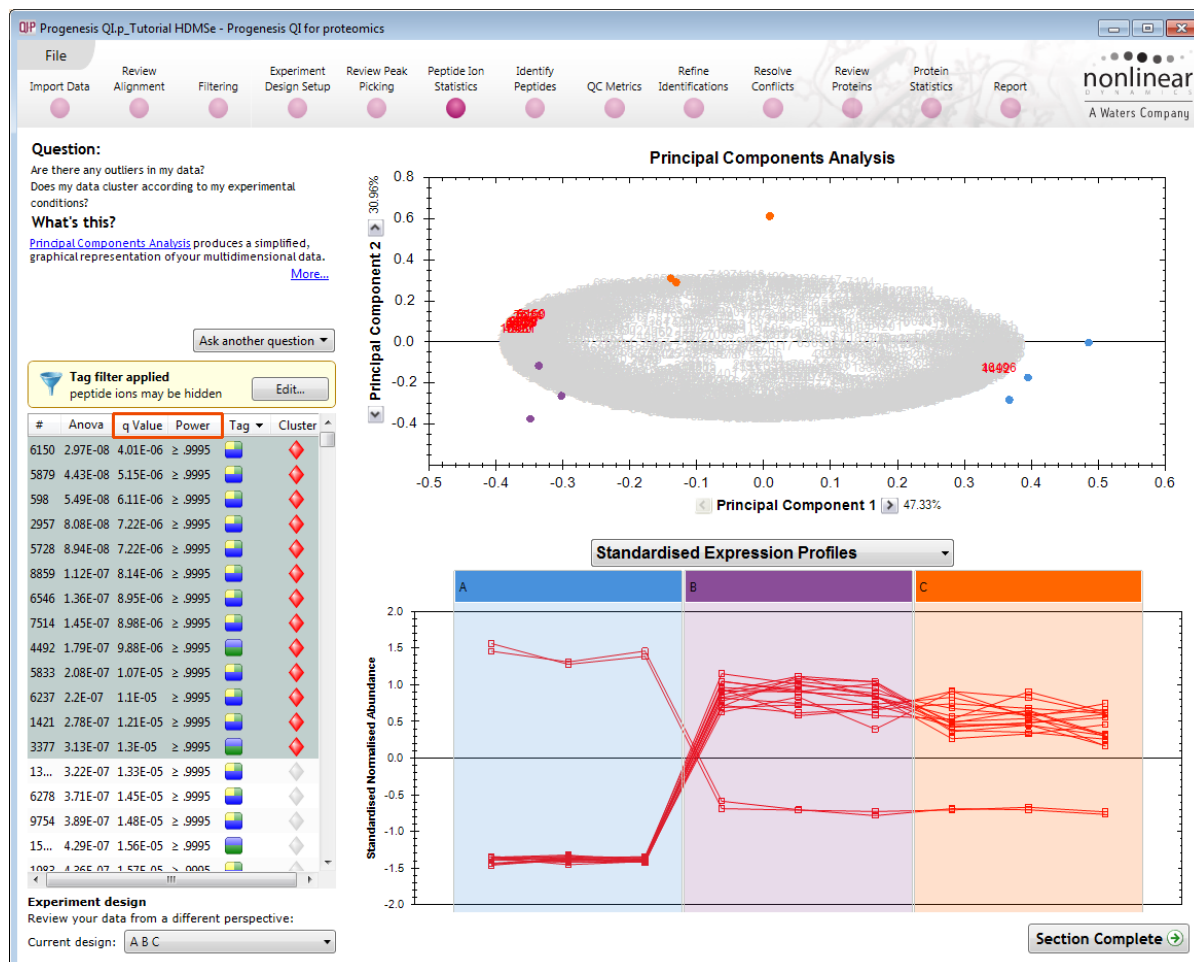 Progenesis QI.p_Tutorial HDMSe - Progenesis QI for proteomics
File
Import Data
Review Alignment
Filtering
Experiment Design Setup
Review Peak Picking
Peptide Ion Statistics
Identify Peptides
QC Metrics
Refine Identifications
Resolve Conflicts
Review Proteins
Protein Statistics
Report
nonlinear
DYNAMICS
A Waters Company
Question:
Are there any outliers in my data?
Does my data cluster according to my experimental
conditions?
What's this?
Principal Components Analysis produces a simplified,
graphical representation of your multidimensional data.
More...
Ask another question
Tag filter applied
peptide ions may be hidden
Edit...
# Anova q Value Power Tag Cluster
6150 2.97E-08 4.01E-06 ≥ .9995
5879 4.43E-08 5.15E-06 ≥ .9995
598 5.49E-08 6.11E-06 ≥ .9995
2957 8.08E-08 7.22E-06 ≥ .9995
5728 8.94E-08 7.22E-06 ≥ .9995
8859 1.12E-07 8.14E-06 ≥ .9995
6546 1.36E-07 8.95E-06 ≥ .9995
7514 1.45E-07 8.98E-06 ≥ .9995
4492 1.79E-07 9.88E-06 ≥ .9995
5833 2.08E-07 1.07E-05 ≥ .9995
6237 2.2E-07 1.1E-05 ≥ .9995
1421 2.78E-07 1.21E-05 ≥ .9995
3377 3.13E-07 1.3E-05 ≥ .9995
13... 3.22E-07 1.33E-05 ≥ .9995
6278 3.71E-07 1.45E-05 ≥ .9995
9754 3.89E-07 1.48E-05 ≥ .9995
15... 4.29E-07 1.56E-05 ≥ .9995
Experiment design
Review your data from a different perspective:
Current design: A B C
Principal Components Analysis
Principal Component 2 30.96%
0.8
0.6
0.4
0.2
0.0
-0.2
-0.4
-0.5 -0.4 -0.3 -0.2 -0.1 0.0 0.1 0.2 0.3 0.4 0.5 0.6
Principal Component 1 47.33%
Standardised Expression Profiles
A B C
Standardised Normalised Abundance
2.0
1.5
1.0
0.5
0.0
-0.5
-1.0
-1.5
-2.0
Section Complete